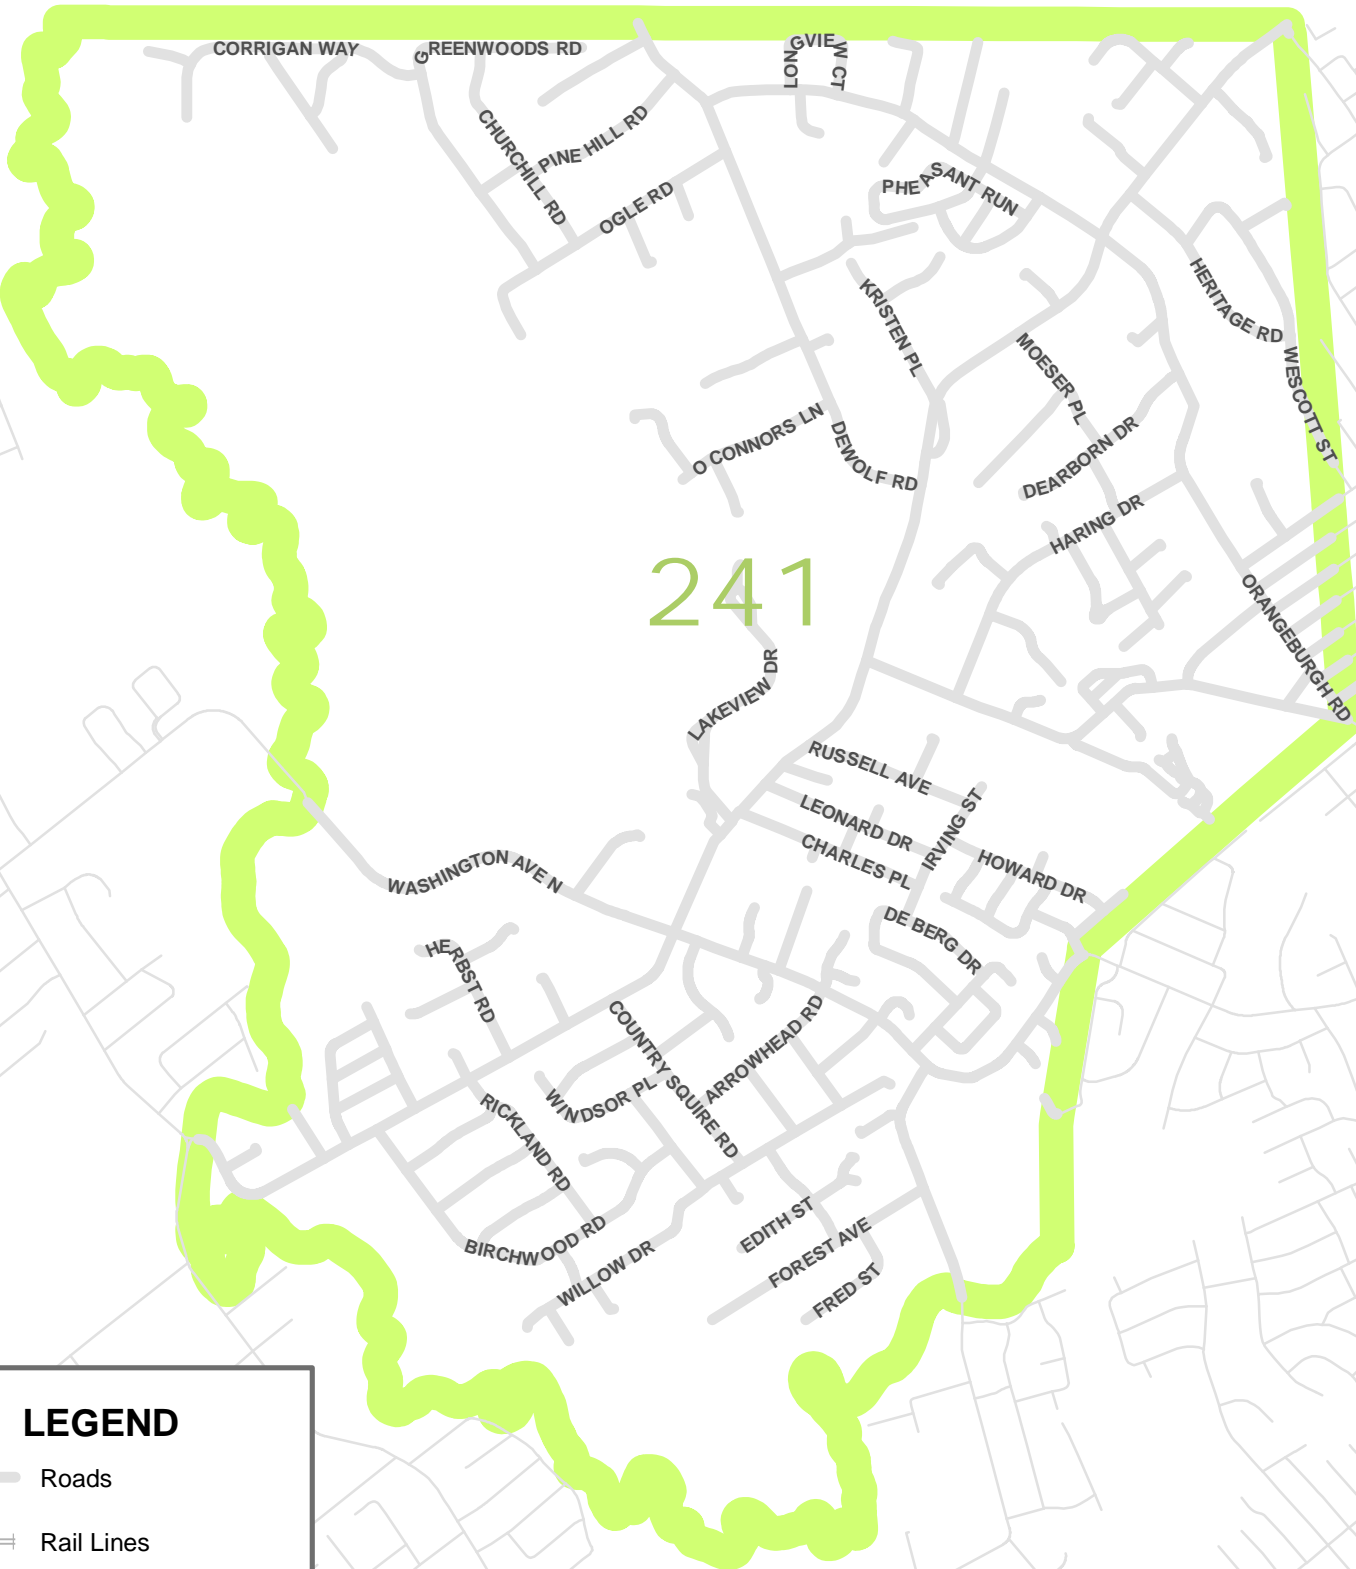 CORRIGAN WAY
GREENWOODS RD
LONGVIEW CT
CHURCHILL RD
PINE HILL RD
OGLE RD
PHEASANT RUN
KRISTEN PL
HERITAGE RD
MOESER PL
WESCOTT ST
O CONNORS LN
DEWOLF RD
DEARBORN DR
HARING DR
241
ORANGEBURGH RD
LAKEVIEW DR
RUSSELL AVE
LEONARD DR
IRVING ST
CHARLES PL
HOWARD DR
WASHINGTON AVE N
DE BERG DR
HERBST RD
COUNTRY SQUIRE RD
ARROWHEAD RD
WINDSOR PL
RICKLAND RD
BIRCHWOOD RD
EDITH ST
WILLOW DR
FOREST AVE
FRED ST
LEGEND
Roads
Rail Lines